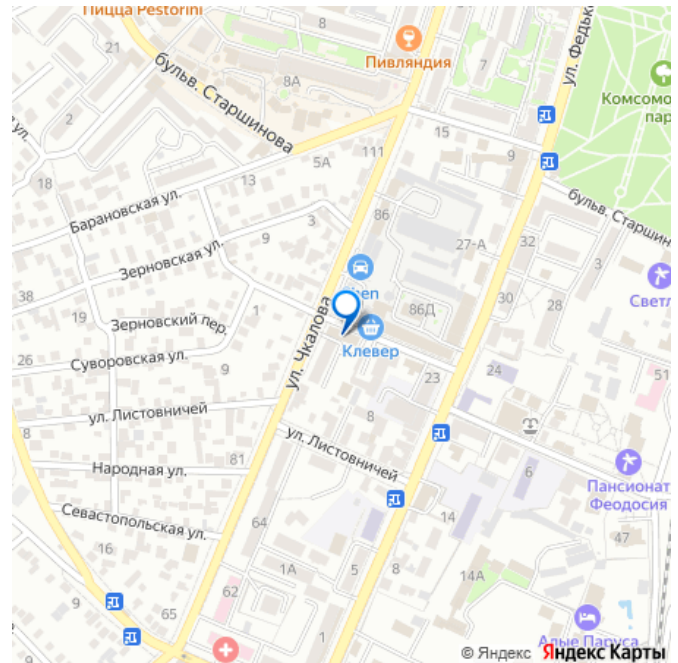 Пицца Pestorini
21
Пивляндия
7
ул. Федьк
8А
бульв. Старшинова
2
Комсомо
пар
ул.
15
111
9
5А
18
13
Барановская ул.
бульв. Старшин
86
3
Зерновская ул.
9
27-А
32
3
38
19
30
Светл
1
Зерновский пер.
86Д
28
ул. Чкалова
Клевер
26
Суворовская ул.
9
23
24
51
ул. Листовничей
8
8
ул. Листовничей
Народная ул.
81
6
Пансионат
Феодосия
Севастопольская ул.
64
14
16
47
1А
5
8
14А
9
62
65
1
Алые Паруса
© Яндекс Яндекс Карты